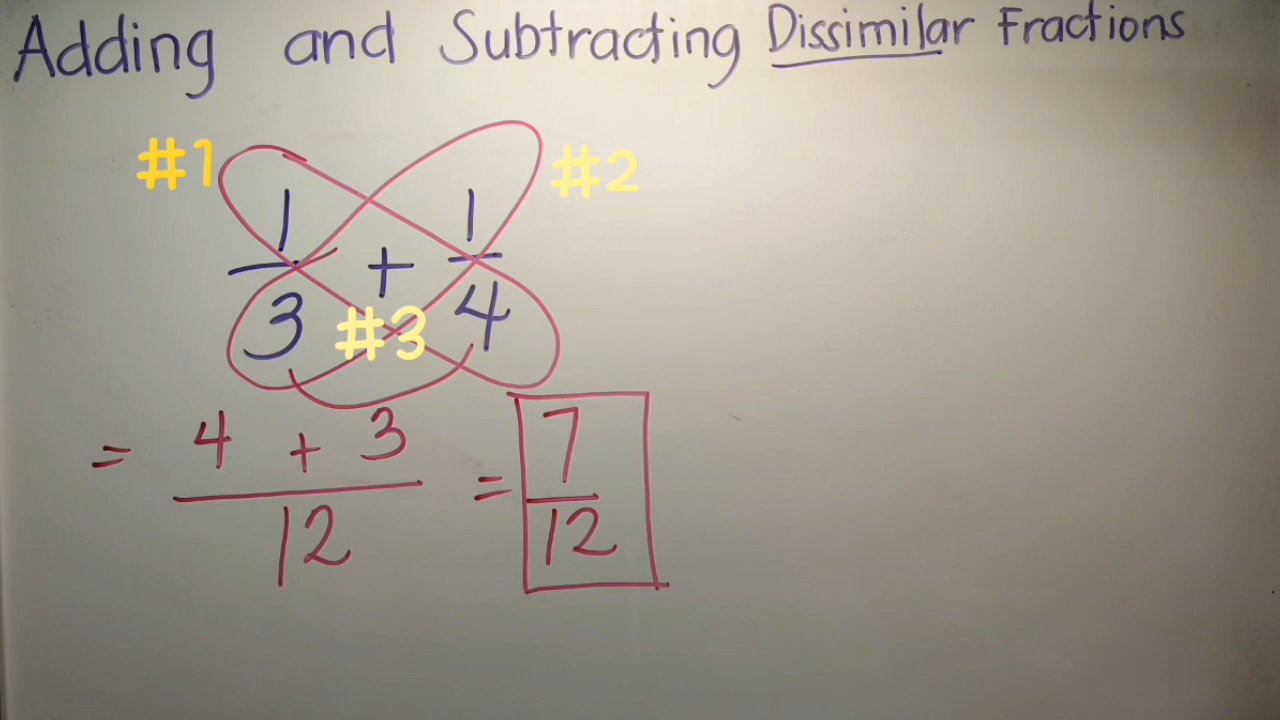 Adding and Subtracting Dissimilar Fractions
#1 #2
1/3 + 1/4
#3
= 4 + 3 / 12 = 7/12